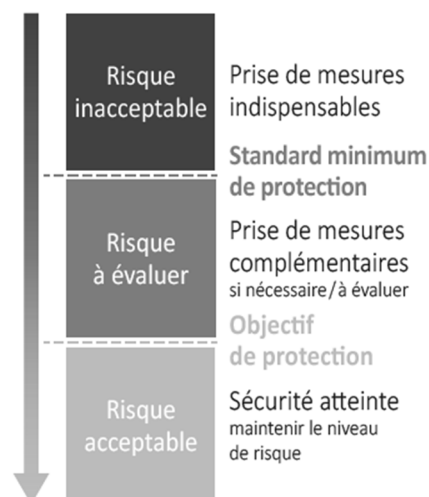 Risque
inacceptable
Prise de mesures
indispensables
Standard minimum
de protection
Risque
à évaluer
Prise de mesures
complémentaires
si nécessaire/à évaluer
Objectif
de protection
Risque
acceptable
Sécurité atteinte
maintenir le niveau
de risque